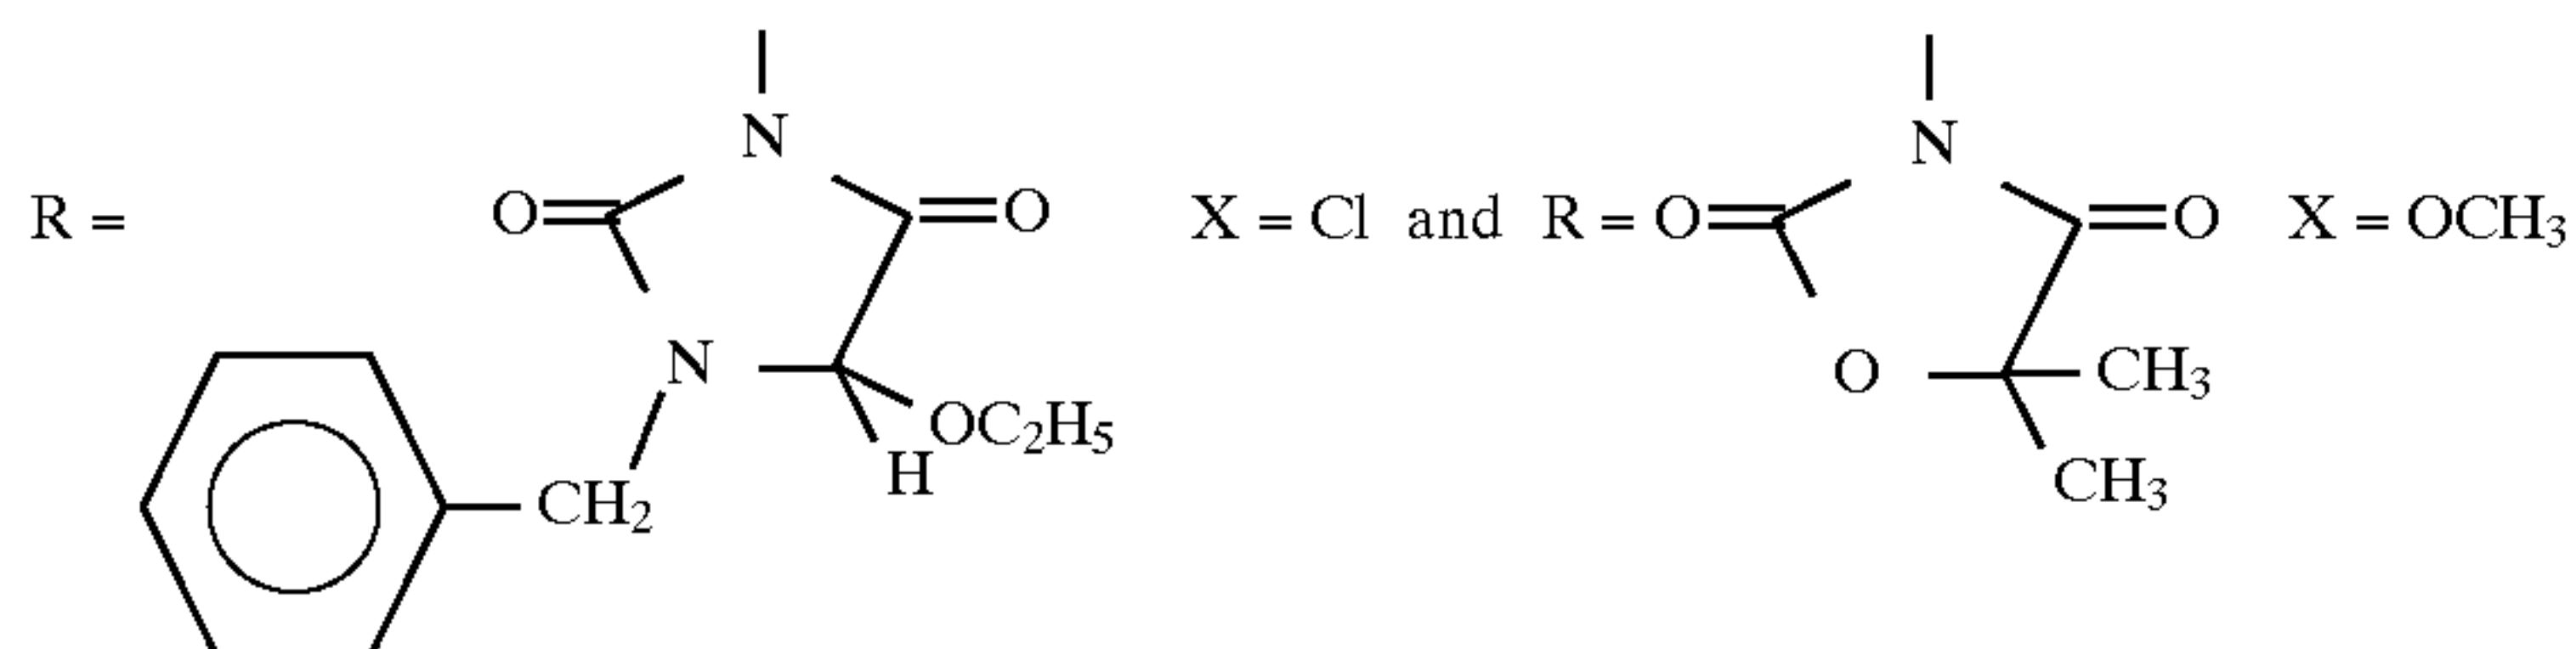 N N
R = O O X = Cl and R = O O X = OCH₃
N O CH₃
OC₂H₅
H CH₃
CH₂